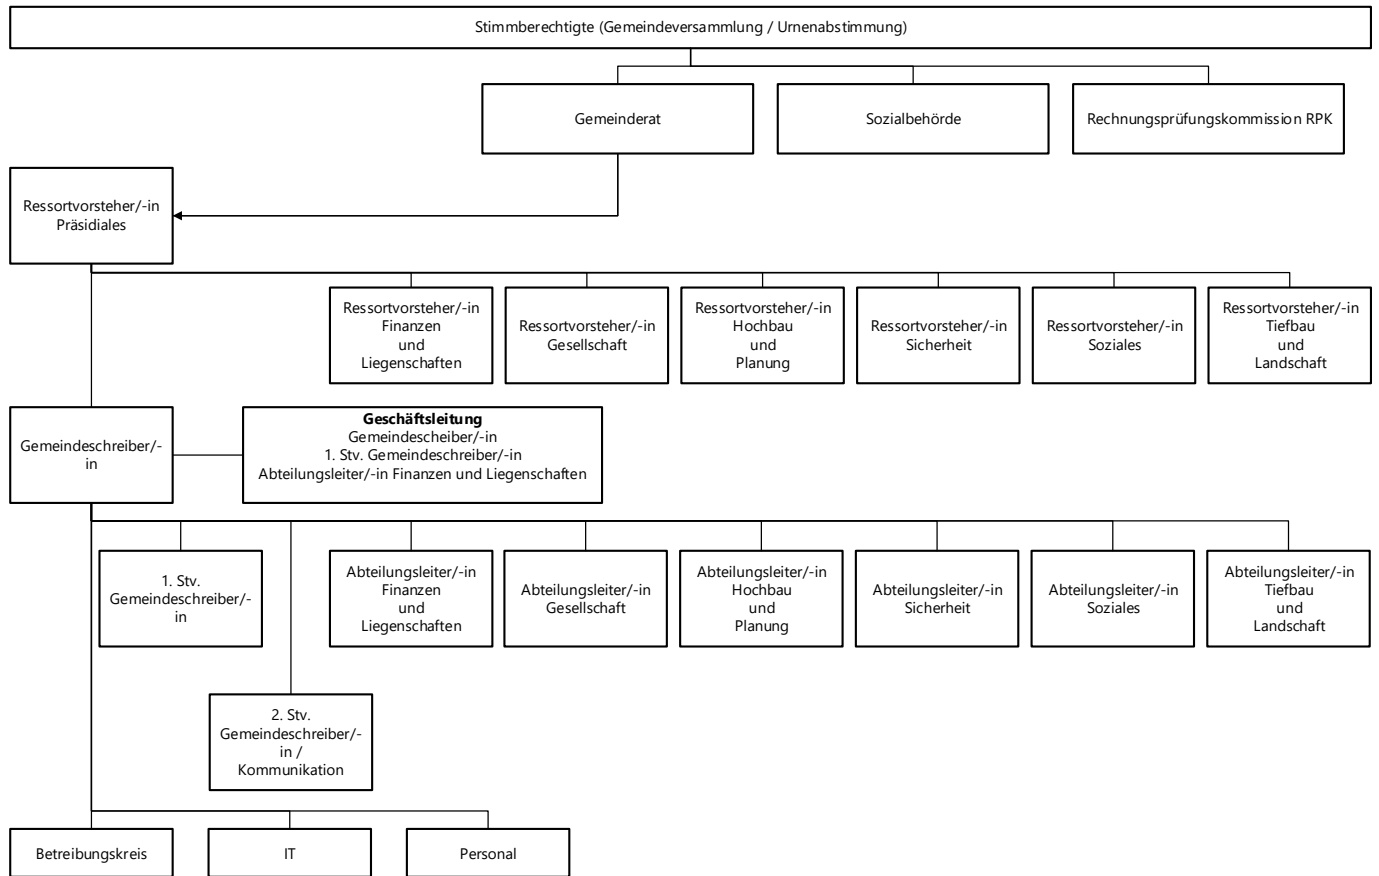 Stimmberechtigte (Gemeindeversammlung / Urnenabstimmung)
Gemeinderat
Sozialbehörde
Rechnungsprüfungskommission RPK
Ressortvorsteher/-in
Präsidiales
Ressortvorsteher/-in
Finanzen
und
Liegenschaften
Ressortvorsteher/-in
Gesellschaft
Ressortvorsteher/-in
Hochbau
und
Planung
Ressortvorsteher/-in
Sicherheit
Ressortvorsteher/-in
Soziales
Ressortvorsteher/-in
Tiefbau
und
Landschaft
Gemeindeschreiber/-
in
Geschäftsleitung
Gemeindescheiber/-in
1. Stv. Gemeindeschreiber/-in
Abteilungsleiter/-in Finanzen und Liegenschaften
1. Stv.
Gemeindeschreiber/-
in
Abteilungsleiter/-in
Finanzen
und
Liegenschaften
Abteilungsleiter/-in
Gesellschaft
Abteilungsleiter/-in
Hochbau
und
Planung
Abteilungsleiter/-in
Sicherheit
Abteilungsleiter/-in
Soziales
Abteilungsleiter/-in
Tiefbau
und
Landschaft
2. Stv.
Gemeindeschreiber/-
in /
Kommunikation
Betreibungskreis
IT
Personal